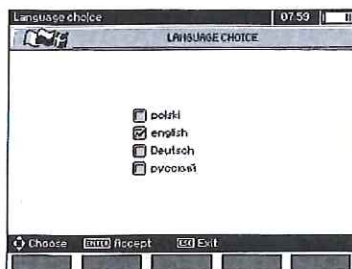 Language choice 07:59
LANGUAGE CHOICE
polski
english
Deutsch
русский
Choose ENTER Accept ESC Exit